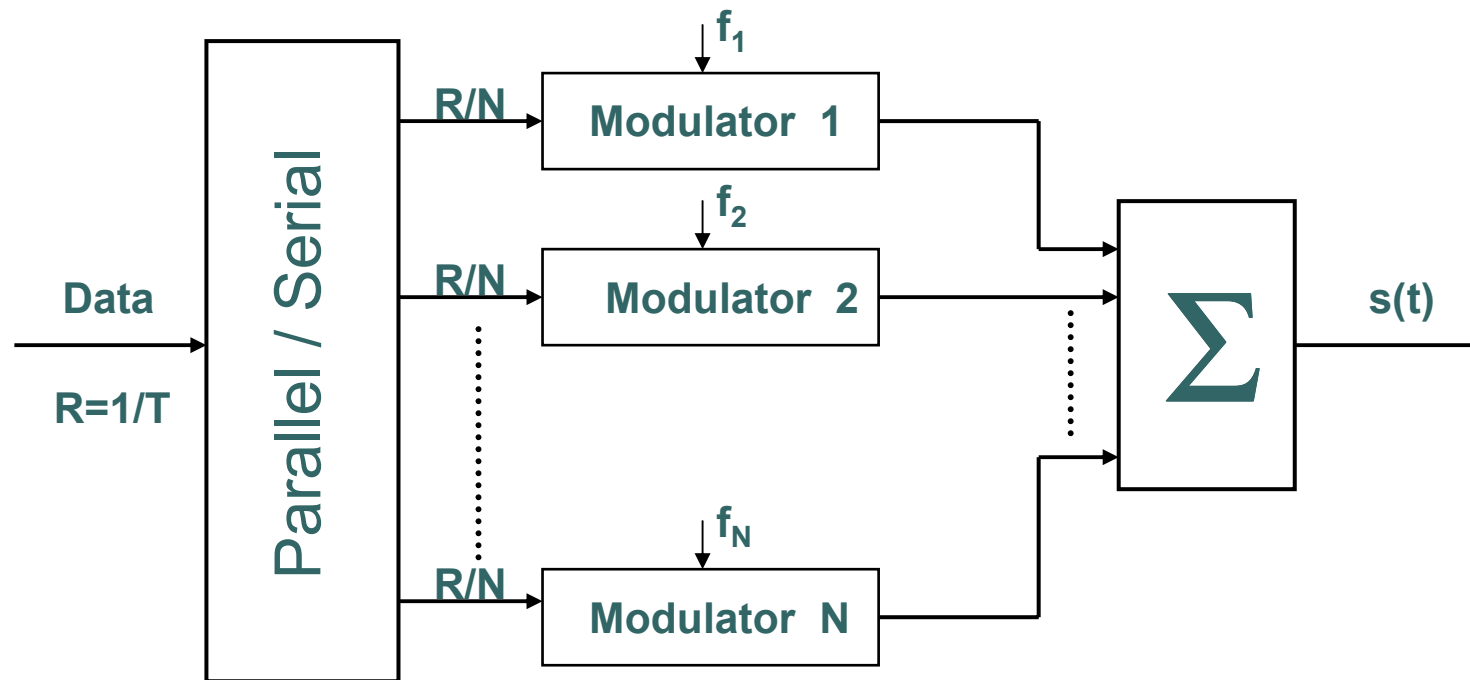 f1
R/N
Modulator 1
f2
R/N
Modulator 2
Data
R=1/T
Parallel / Serial
Σ
s(t)
fN
R/N
Modulator N